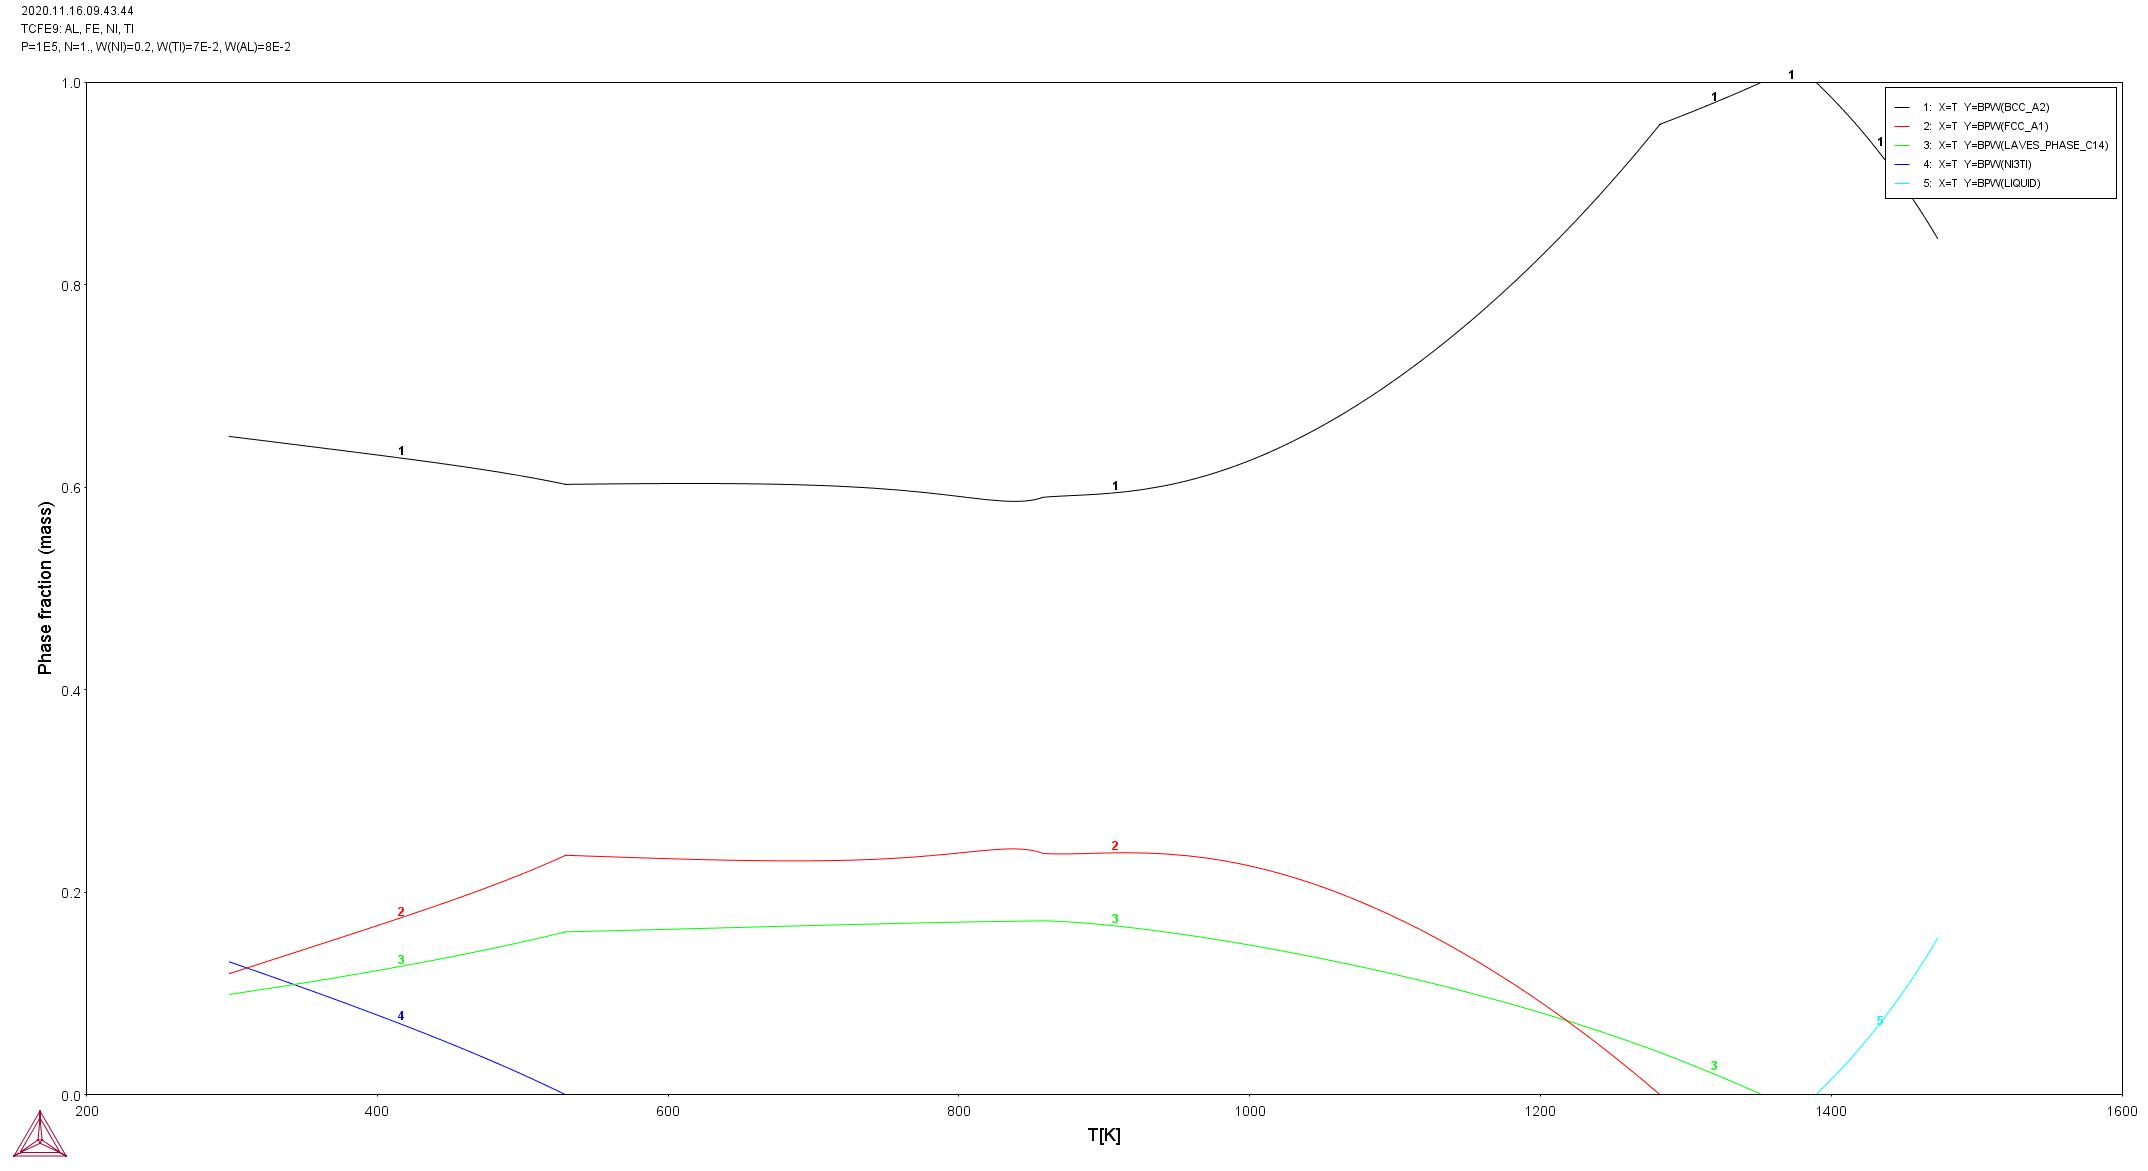 2020.11.16.09.43.44
TCFE9: AL, FE, NI, TI
P=1E5, N=1., W(NI)=0.2, W(TI)=7E-2, W(AL)=8E-2
1
1
1
1
1
1
1: X=T Y=BPW(BCC_A2)
2: X=T Y=BPW(FCC_A1)
3: X=T Y=BPW(LAVES_PHASE_C14)
4: X=T Y=BPW(NI3TI)
5: X=T Y=BPW(LIQUID)
2
2
3
3
3
4
5
1.0
0.8
0.6
0.4
0.2
0.0
Phase fraction (mass)
200 400 600 800 1000 1200 1400 1600
T[K]